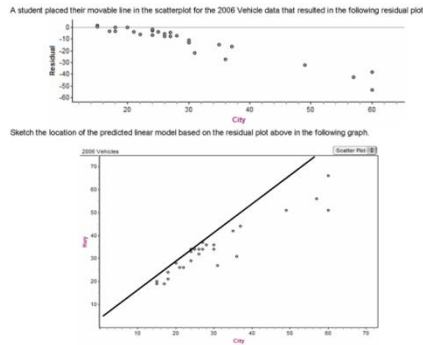 A student placed their movable line in the scatterplot for the 2006 Vehicle data that resulted in the following residual plot
0
-10
-20
-30
-40
-50
-60
Residual
20 30 40 50 60
City
Sketch the location of the predicted linear model based on the residual plot above in the following graph.
2006 Vehicles
Scatter Plot
70
60
50
40
30
20
10
10 20 30 40 50 60 70
City